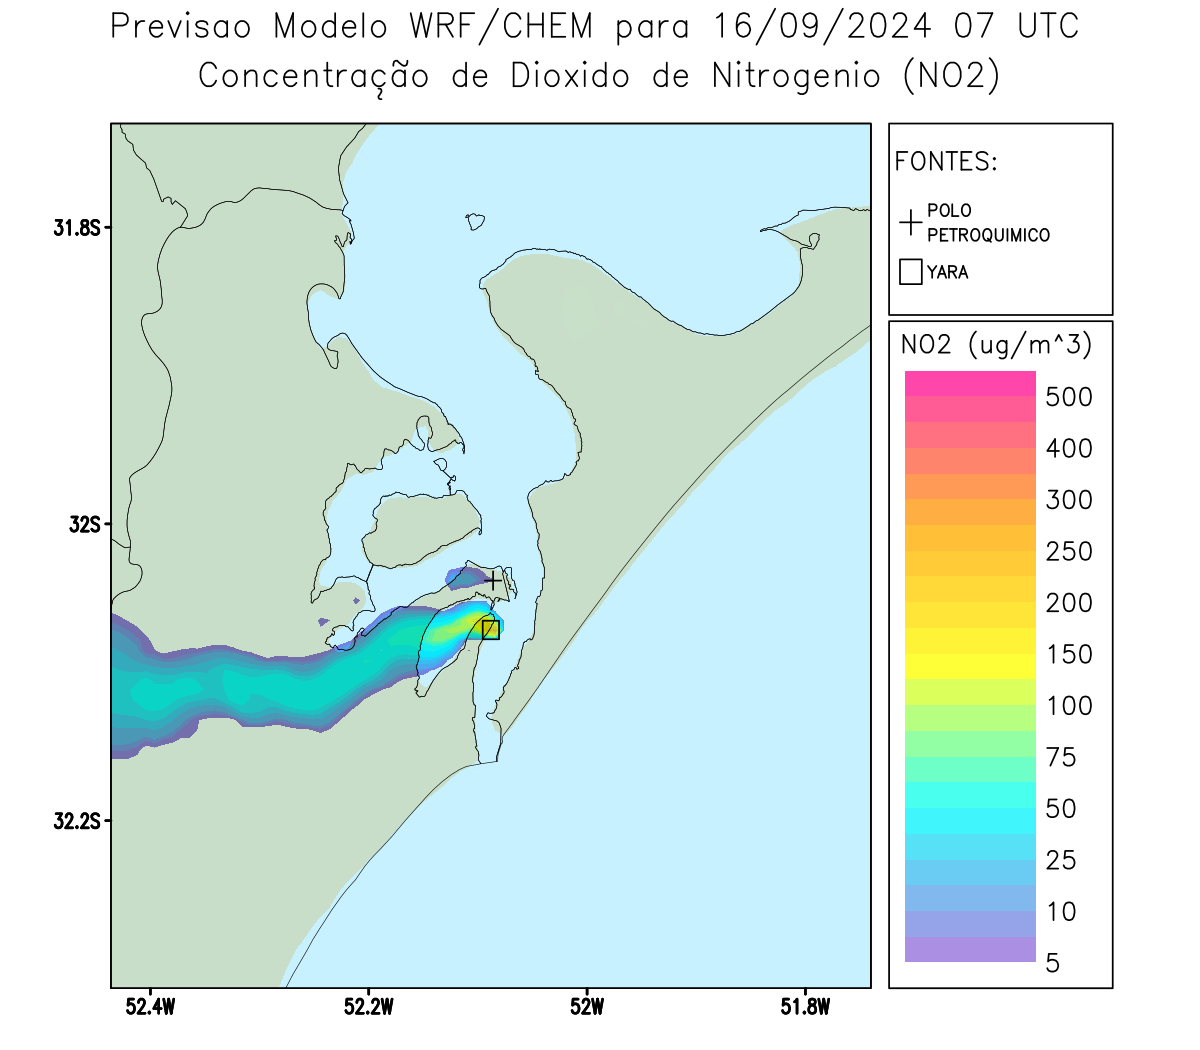 Previsao Modelo WRF/CHEM para 16/09/2024 07 UTC
Concentração de Dioxido de Nitrogenio (NO2)
FONTES:
POLO
PETROQUIMICO
YARA
NO2 (ug/m^3)
500
400
300
250
200
150
100
75
50
25
10
5
31.8S
32S
32.2S
52.4W
52.2W
52W
51.8W